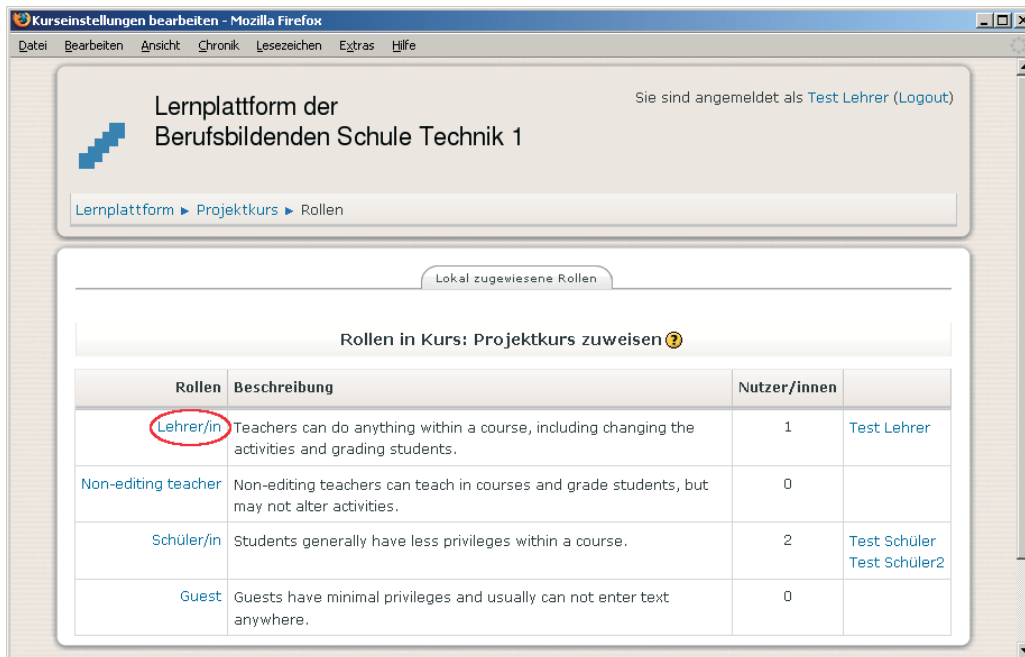 Kurseinstellungen bearbeiten - Mozilla Firefox
Datei Bearbeiten Ansicht Chronik Lesezeichen Extras Hilfe
Lernplattform der
Berufsbildenden Schule Technik 1
Sie sind angemeldet als Test Lehrer (Logout)
Lernplattform ► Projektkurs ► Rollen
Lokal zugewiesene Rollen
Rollen in Kurs: Projektkurs zuweisen ?
Rollen Beschreibung Nutzer/innen
Lehrer/in Teachers can do anything within a course, including changing the 1 Test Lehrer
activities and grading students.
Non-editing teacher Non-editing teachers can teach in courses and grade students, but 0
may not alter activities.
Schüler/in Students generally have less privileges within a course. 2 Test Schüler
Test Schüler2
Guest Guests have minimal privileges and usually can not enter text 0
anywhere.